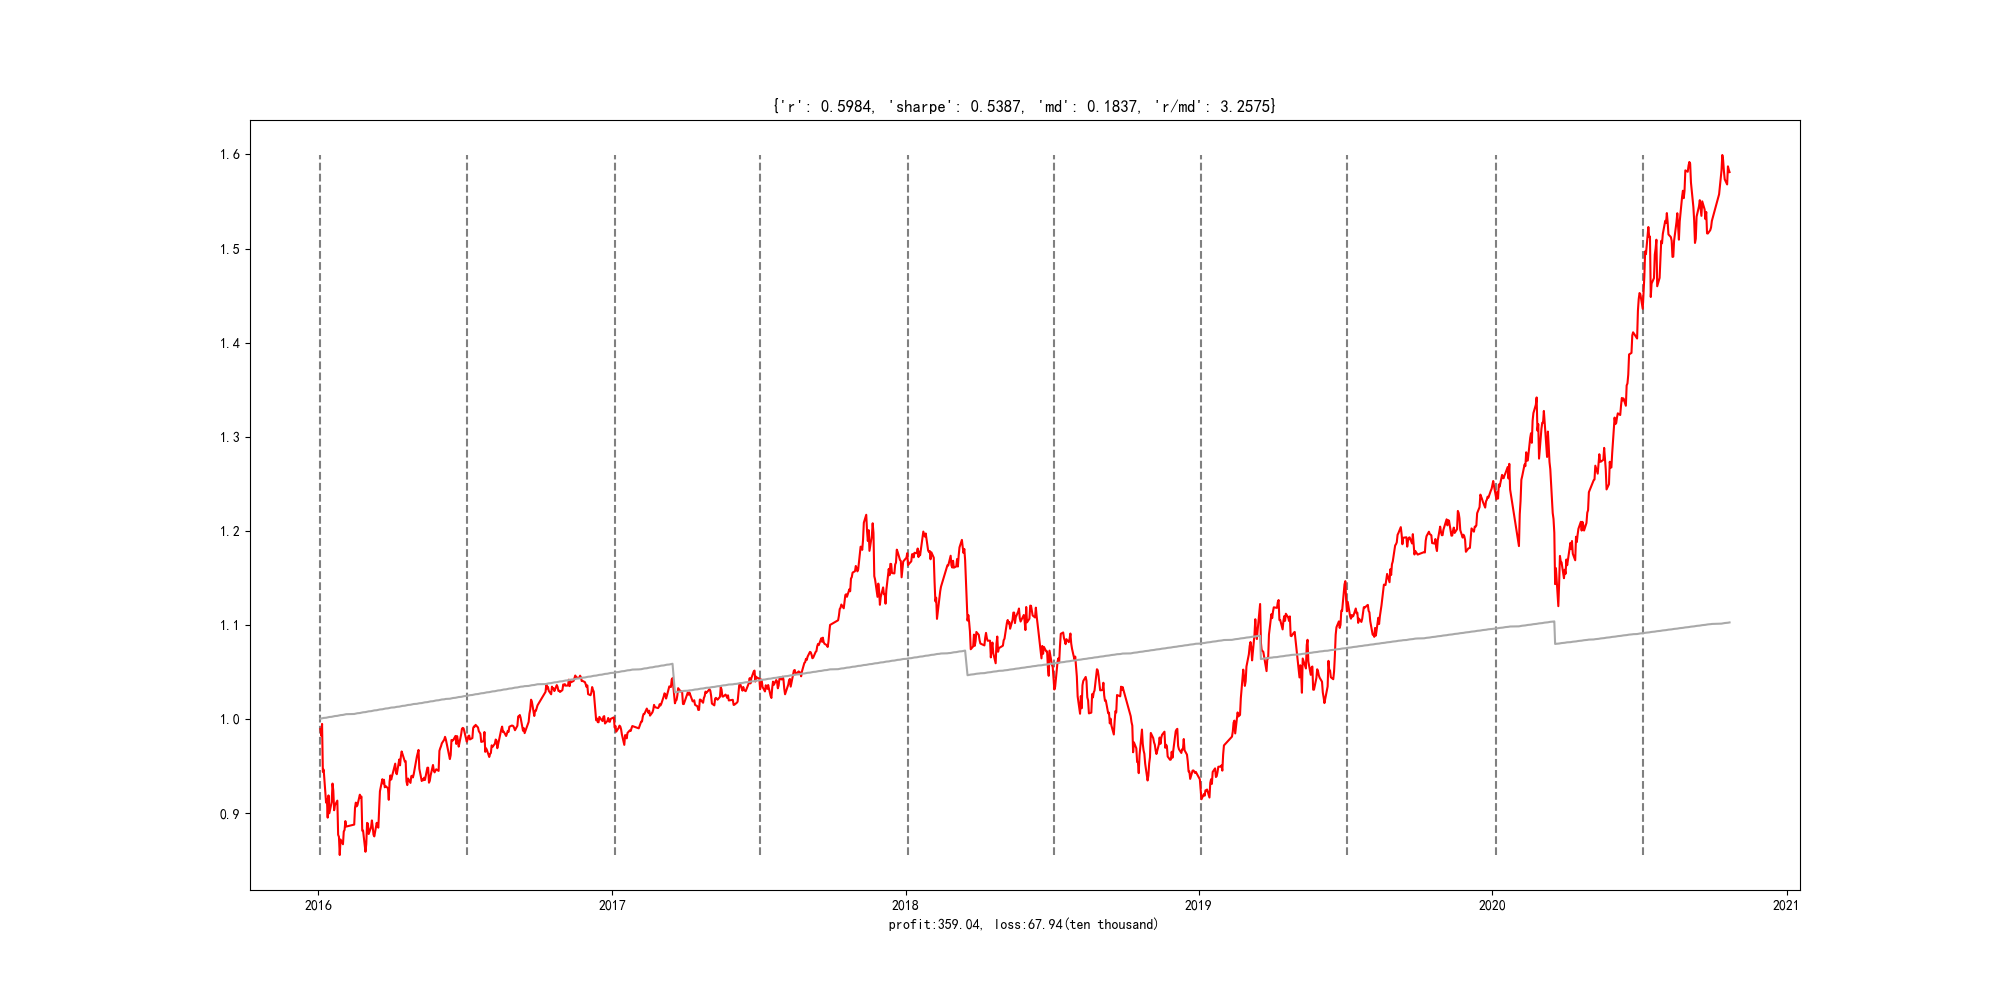 {'r': 0.5984, 'sharpe': 0.5387, 'md': 0.1837, 'r/md': 3.2575}
1.6
1.5
1.4
1.3
1.2
1.1
1.0
0.9
2016 2017 2018 2019 2020 2021
profit:359.04, loss:67.94(ten thousand)